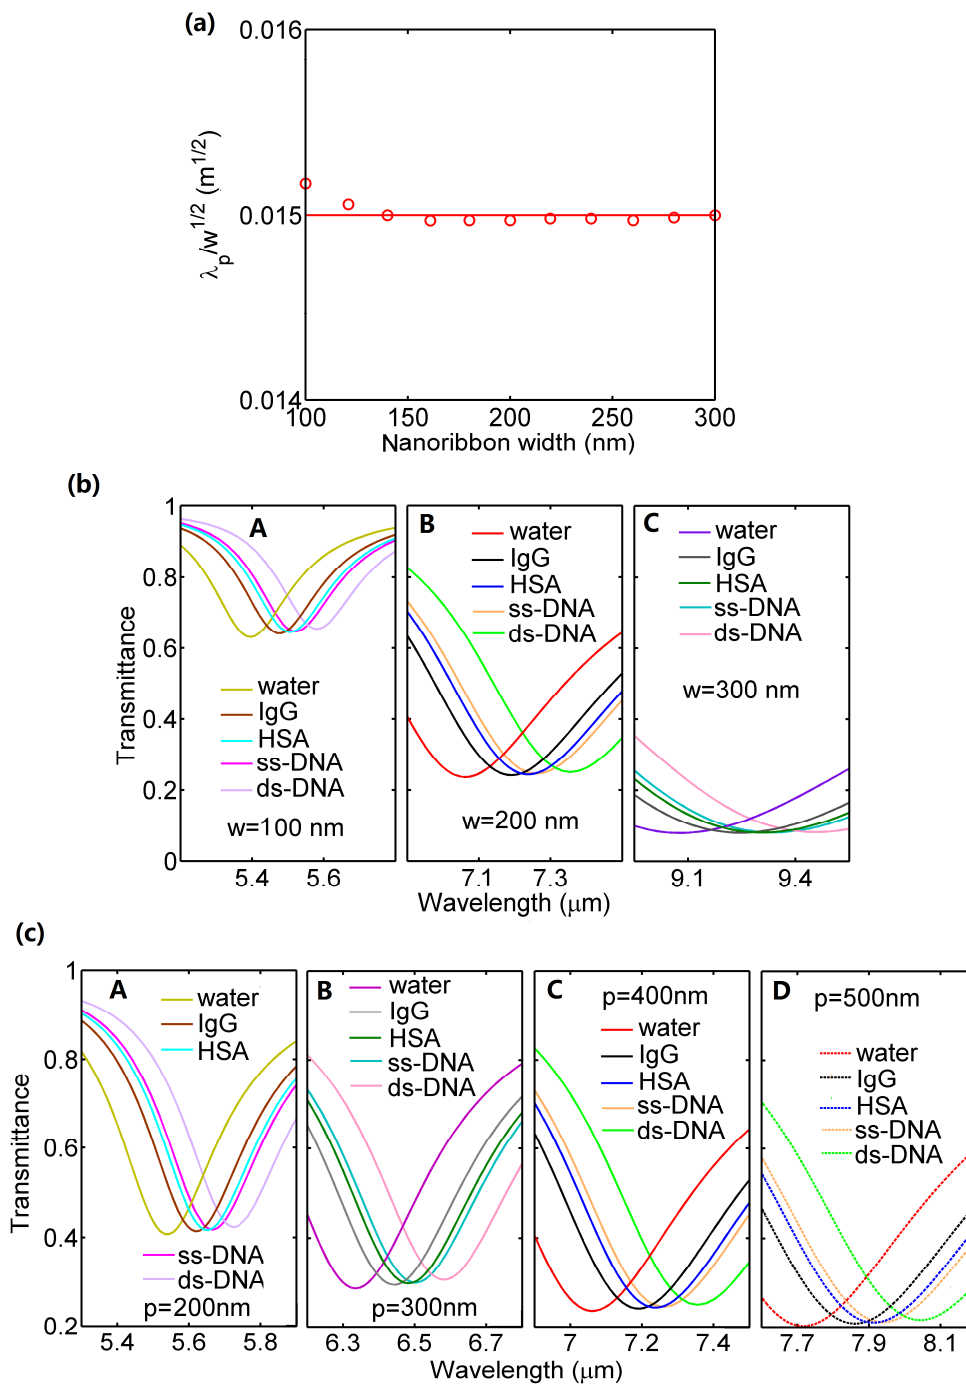 (a)
0.016
0.015
0.014
λp/w^1/2 (m^1/2)
100 150 200 250 300
Nanoribbon width (nm)
(b)
1
0.8
0.6
0.4
0.2
0
Transmittance
A
water
IgG
HSA
ss-DNA
ds-DNA
w=100 nm
5.4 5.6
B
water
IgG
HSA
ss-DNA
ds-DNA
w=200 nm
7.1 7.3
C
water
IgG
HSA
ss-DNA
ds-DNA
w=300 nm
9.1 9.4
Wavelength (μm)
(c)
1
0.8
0.6
0.4
0.2
Transmittance
A
water
IgG
HSA
ss-DNA
ds-DNA
p=200nm
5.4 5.6 5.8
B
water
IgG
HSA
ss-DNA
ds-DNA
p=300nm
6.3 6.5 6.7
C
p=400nm
water
IgG
HSA
ss-DNA
ds-DNA
7 7.2 7.4
D
p=500nm
water
IgG
HSA
ss-DNA
ds-DNA
7.7 7.9 8.1
Wavelength (μm)